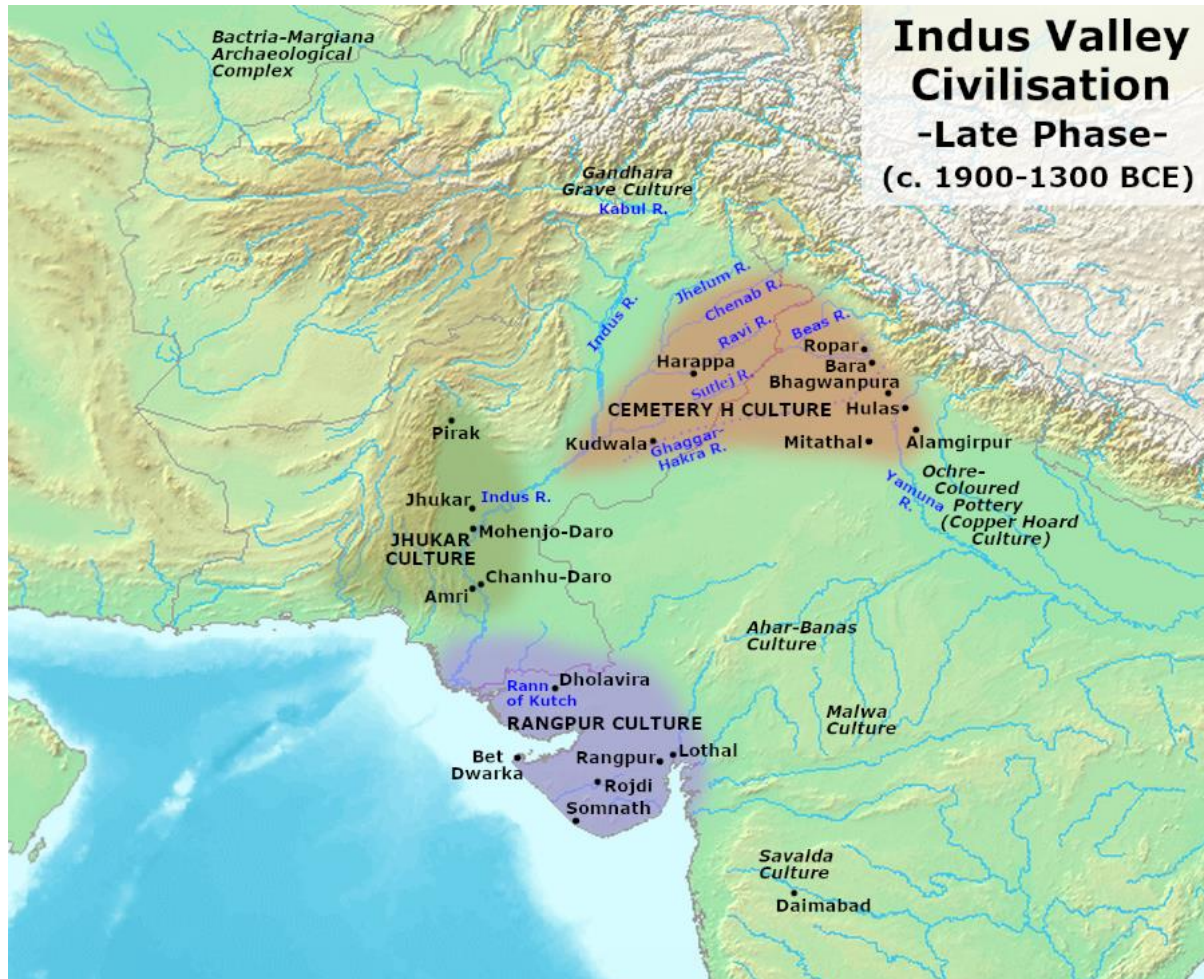 Indus Valley
Civilisation
-Late Phase-
(c. 1900-1300 BCE)
Bactria-Margiana
Archaeological
Complex
Gandhara
Grave Culture
Kabul R.
Indus R.
Jhelum R.
Chenab R.
Ravi R.
Beas R.
Ropar
Bara
Harappa
Sutlej R.
Bhagwanpura
CEMETERY H CULTURE
Hulas
Kudwala
Ghaggar-
Hakra R.
Mitathal
Alamgirpur
Pirak
Ochre-
Coloured
Pottery
(Copper Hoard
Culture)
Yamuna
R.
Jhukar
Indus R.
Mohenjo-Daro
JHUKAR
CULTURE
Chanhu-Daro
Amri
Ahar-Banas
Culture
Rann
of Kutch
Dholavira
RANGPUR CULTURE
Malwa
Culture
Bet
Dwarka
Rangpur
Lothal
Rojdi
Somnath
Savalda
Culture
Daimabad